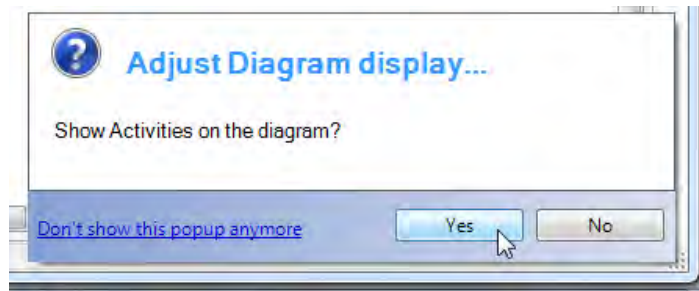 Adjust Diagram display...
Show Activities on the diagram?
Don't show this popup anymore
Yes
No